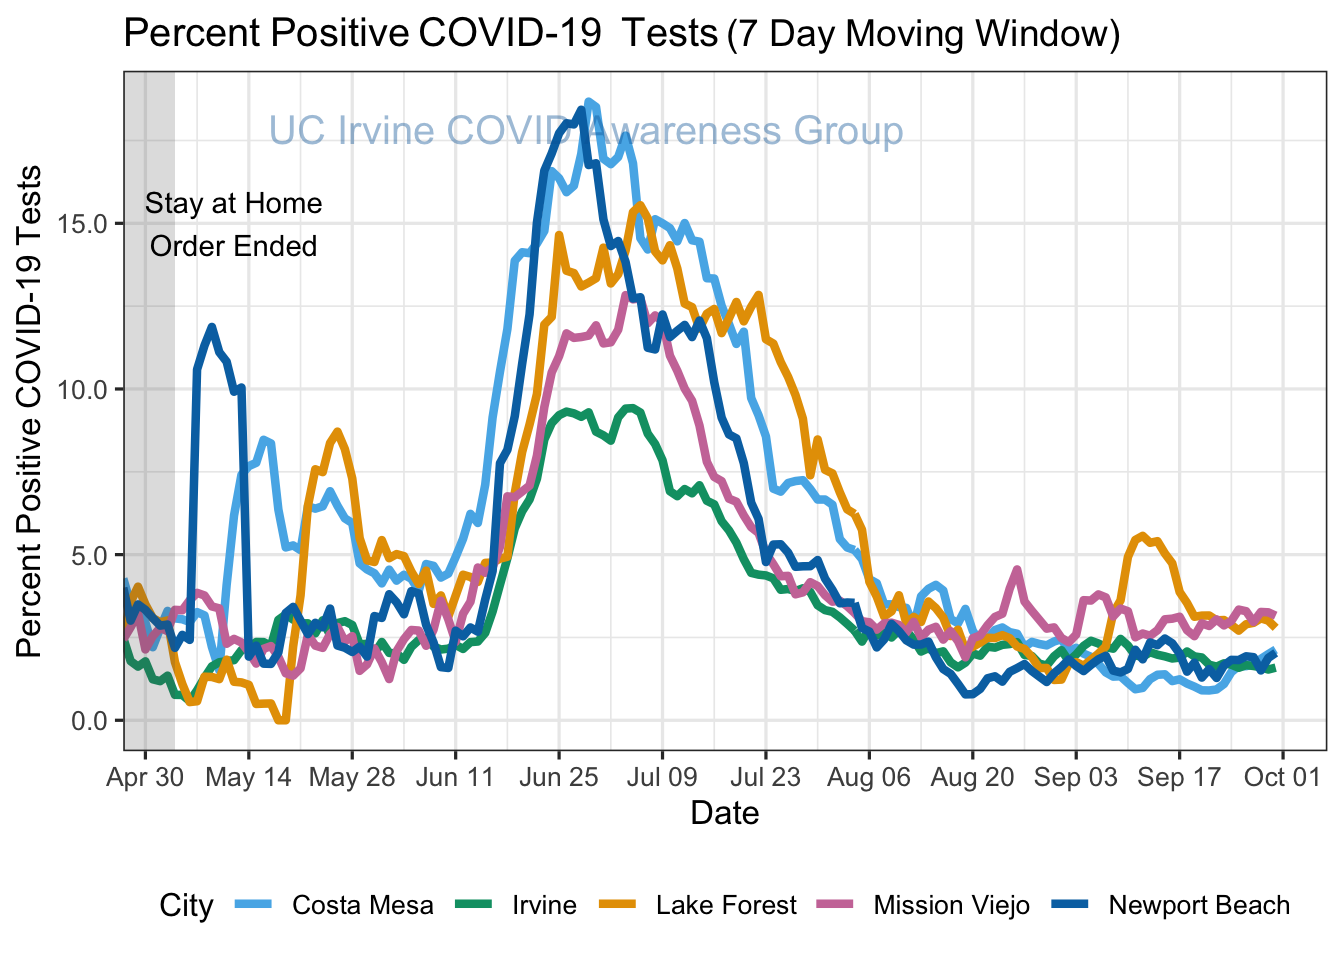 Percent Positive COVID-19 Tests (7 Day Moving Window)
UC Irvine COVID Awareness Group
Stay at Home
Order Ended
Percent Positive COVID-19 Tests
15.0
10.0
5.0
0.0
Apr 30 May 14 May 28 Jun 11 Jun 25 Jul 09 Jul 23 Aug 06 Aug 20 Sep 03 Sep 17 Oct 01
Date
City Costa Mesa Irvine Lake Forest Mission Viejo Newport Beach